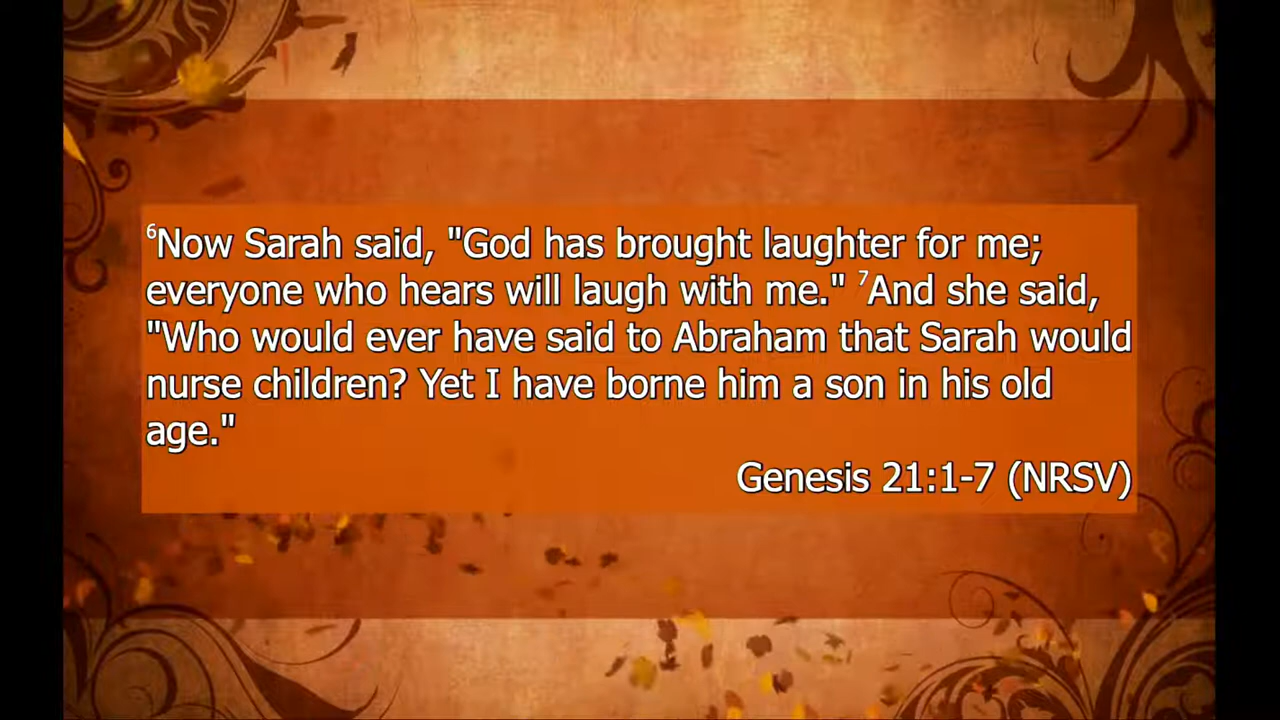 ⁶Now Sarah said, "God has brought laughter for me;
everyone who hears will laugh with me." ⁷And she said,
"Who would ever have said to Abraham that Sarah would
nurse children? Yet I have borne him a son in his old
age."
Genesis 21:1-7 (NRSV)